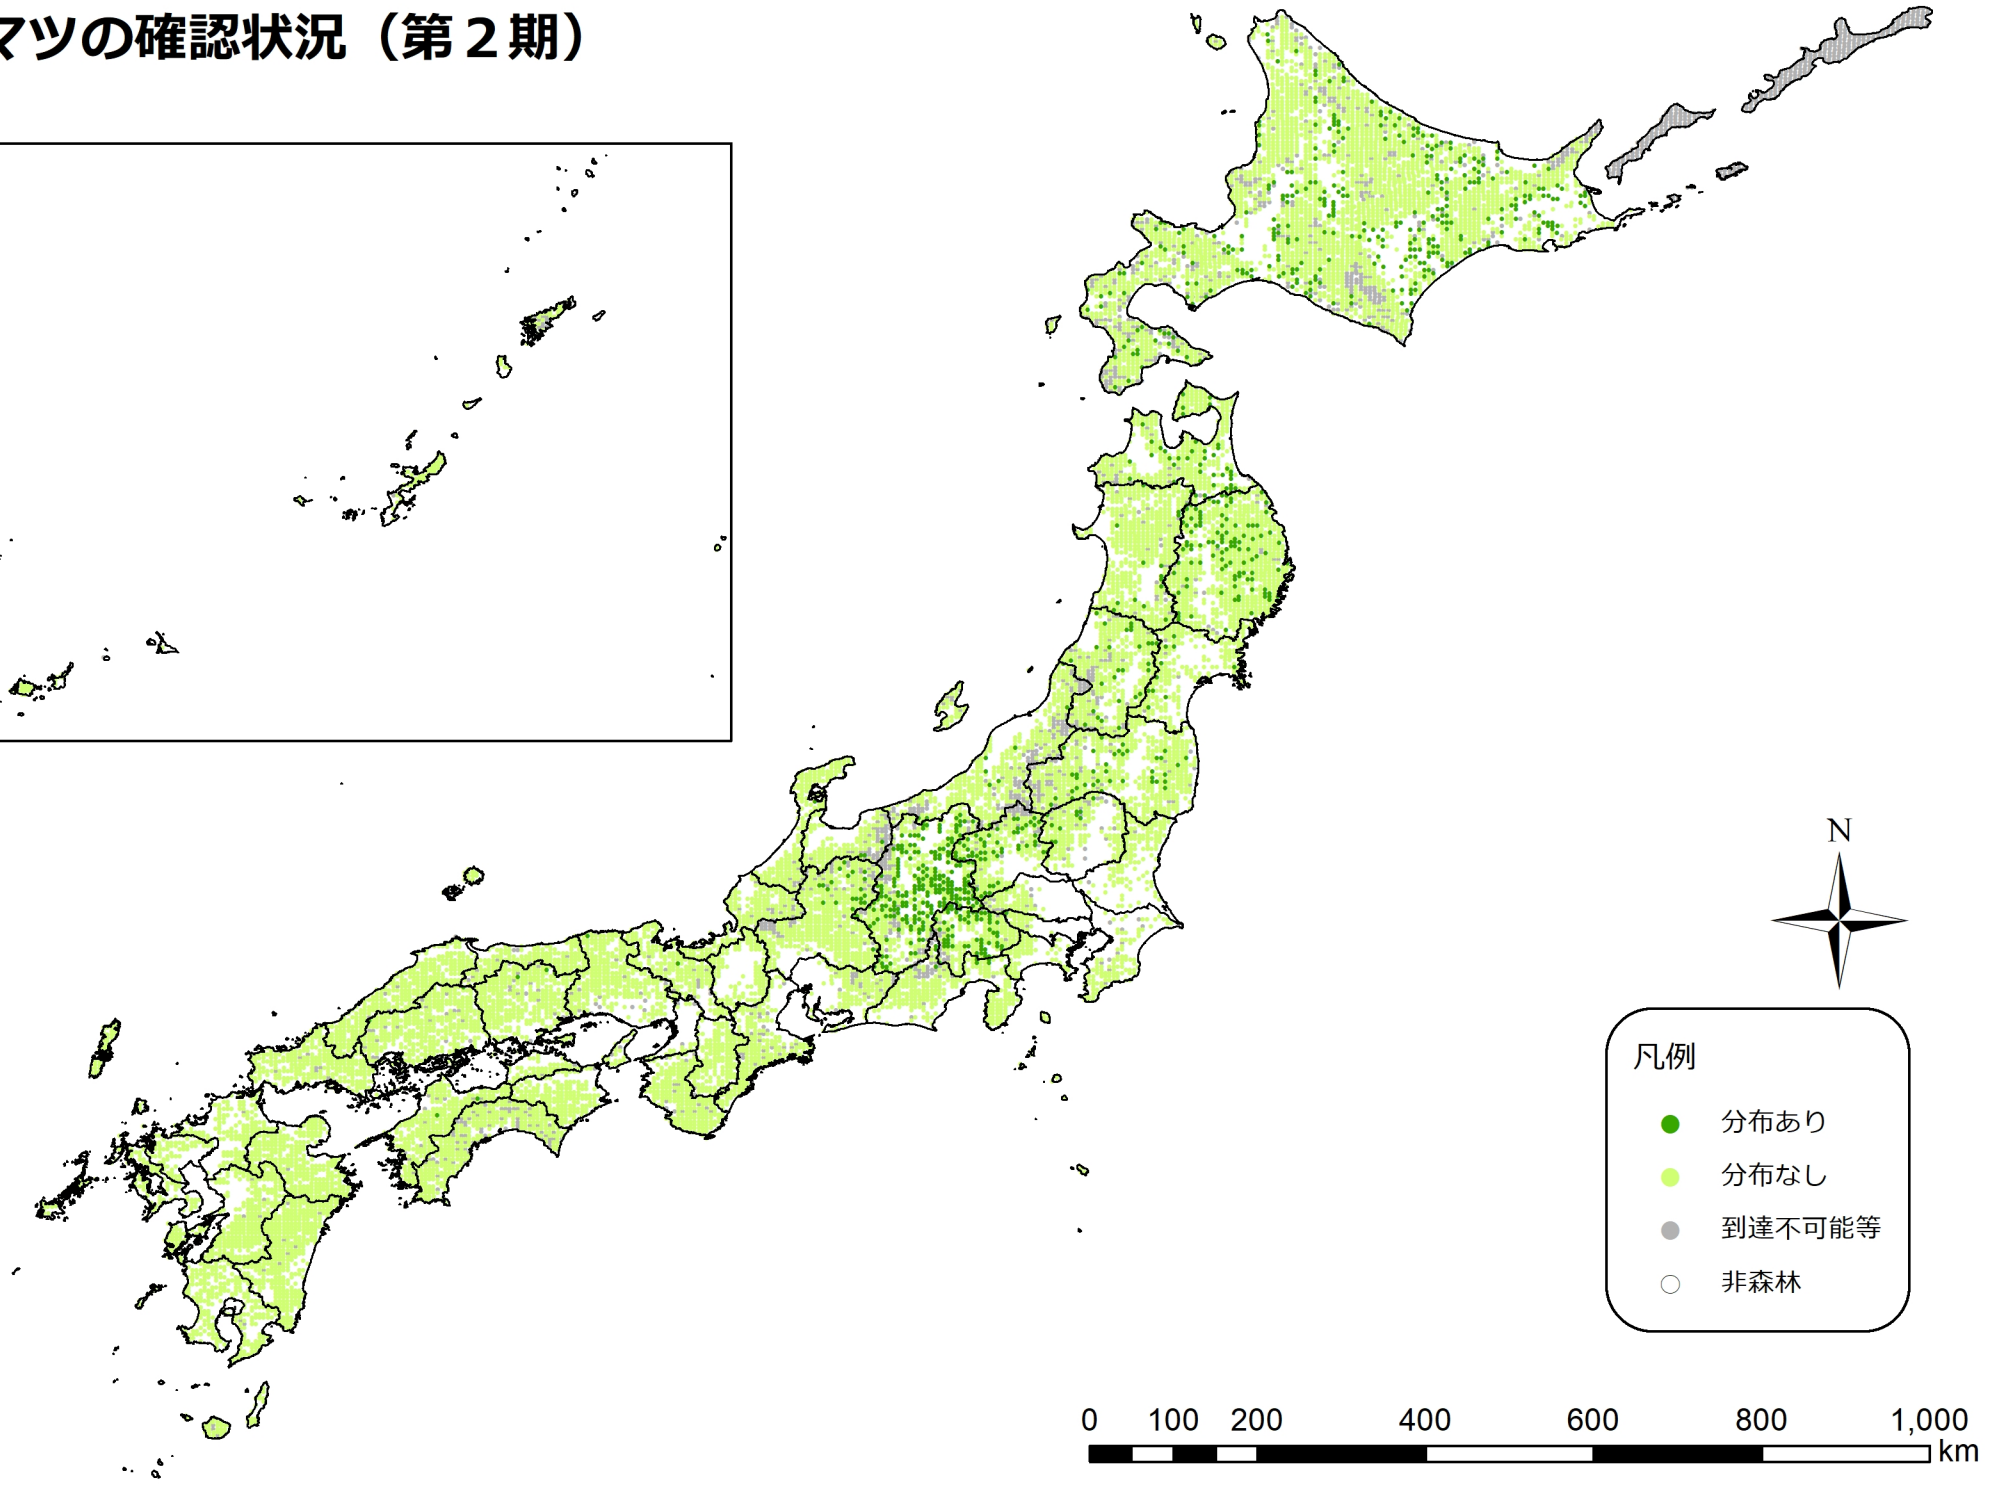 マツの確認状況（第２期）
N
凡例
分布あり
分布なし
到達不可能等
非森林
0 100 200 400 600 800 1,000
km